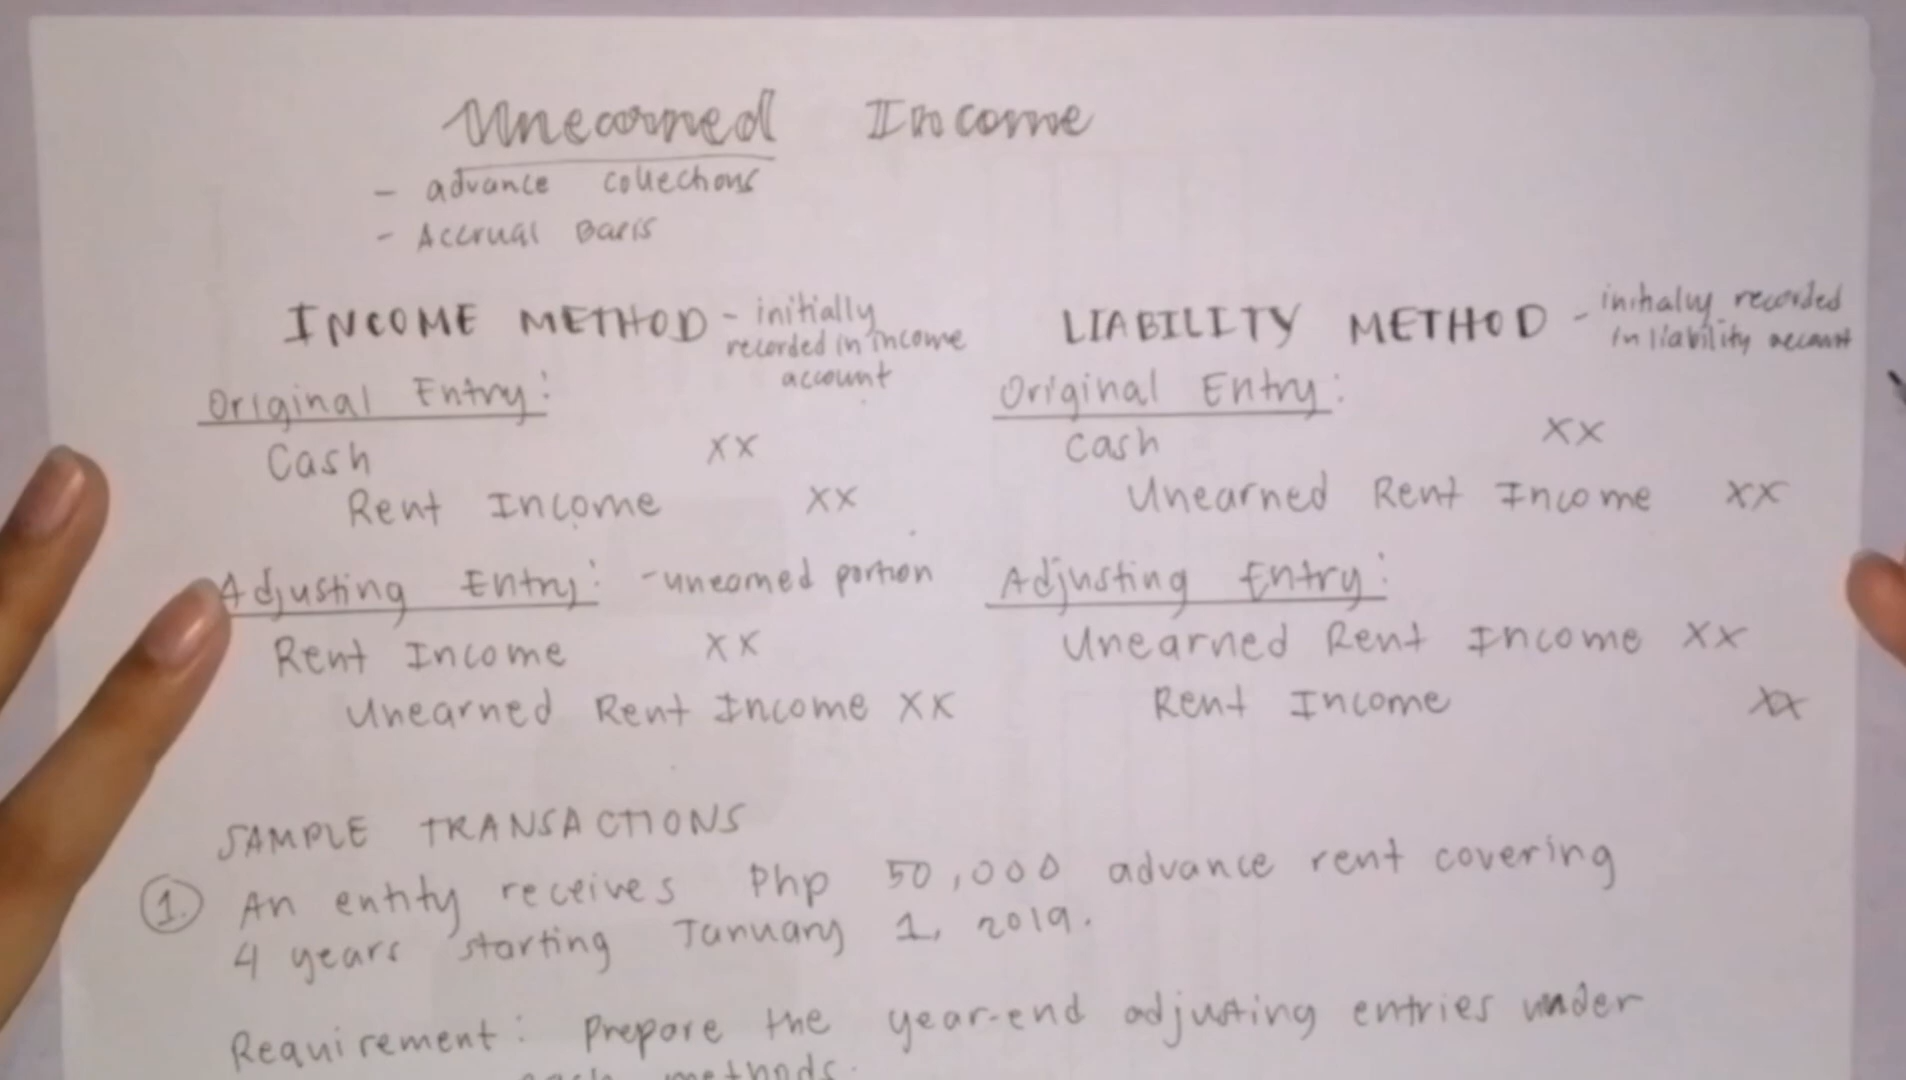 Unearned Income
- advance collections
- Accrual Basis
INCOME METHOD - initially
recorded in income
account
Original Entry:
Cash xx
Rent Income xx
Adjusting Entry: - unearned portion
Rent Income xx
Unearned Rent Income xx
LIABILITY METHOD - initially recorded
in liability account
Original Entry:
Cash xx
Unearned Rent Income xx
Adjusting Entry:
Unearned Rent Income xx
Rent Income xx
SAMPLE TRANSACTIONS
1. An entity receives Php 50,000 advance rent covering
4 years starting January 1, 2019.
Requirement: Prepare the year-end adjusting entries under
methods.